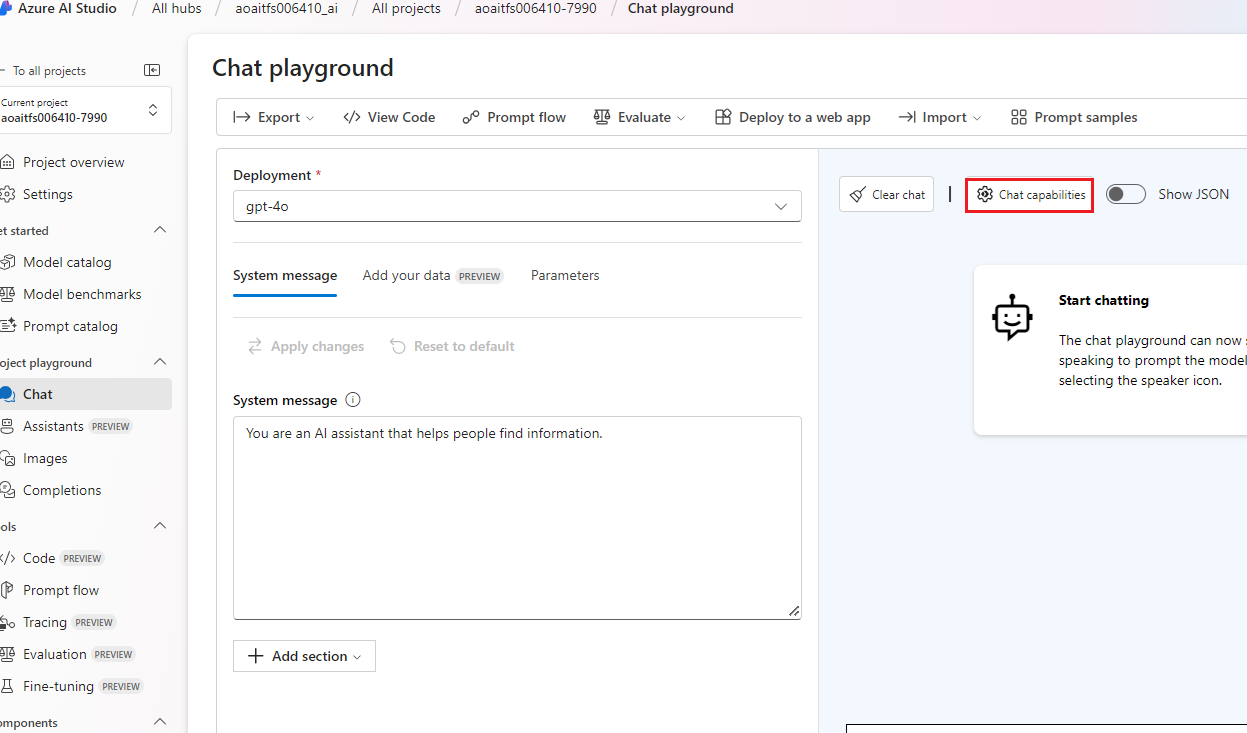 Azure AI Studio / All hubs / aoaitfs006410_ai / All projects / aoaitfs006410-7990 / Chat playground
To all projects
Current project
aoaitfs006410-7990
Project overview
Settings
et started
Model catalog
Model benchmarks
Prompt catalog
oject playground
Chat
Assistants PREVIEW
Images
Completions
ols
Code PREVIEW
Prompt flow
Tracing PREVIEW
Evaluation PREVIEW
Fine-tuning PREVIEW
omponents
Chat playground
Export View Code Prompt flow Evaluate Deploy to a web app Import Prompt samples
Deployment *
gpt-4o
System message Add your data PREVIEW Parameters
Apply changes Reset to default
System message
You are an AI assistant that helps people find information.
Add section
Clear chat | Chat capabilities Show JSON
Start chatting
The chat playground can now
speaking to prompt the model
selecting the speaker icon.